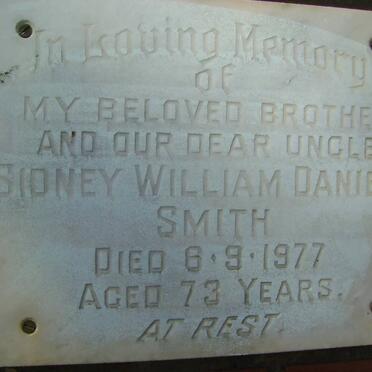 In Loving Memory
OF
MY BELOVED BROTHE
AND OUR DEAR UNCLE
SIDNEY WILLIAM DANIE
SMITH
DIED 6·9·1977
AGED 73 YEARS.
AT REST.